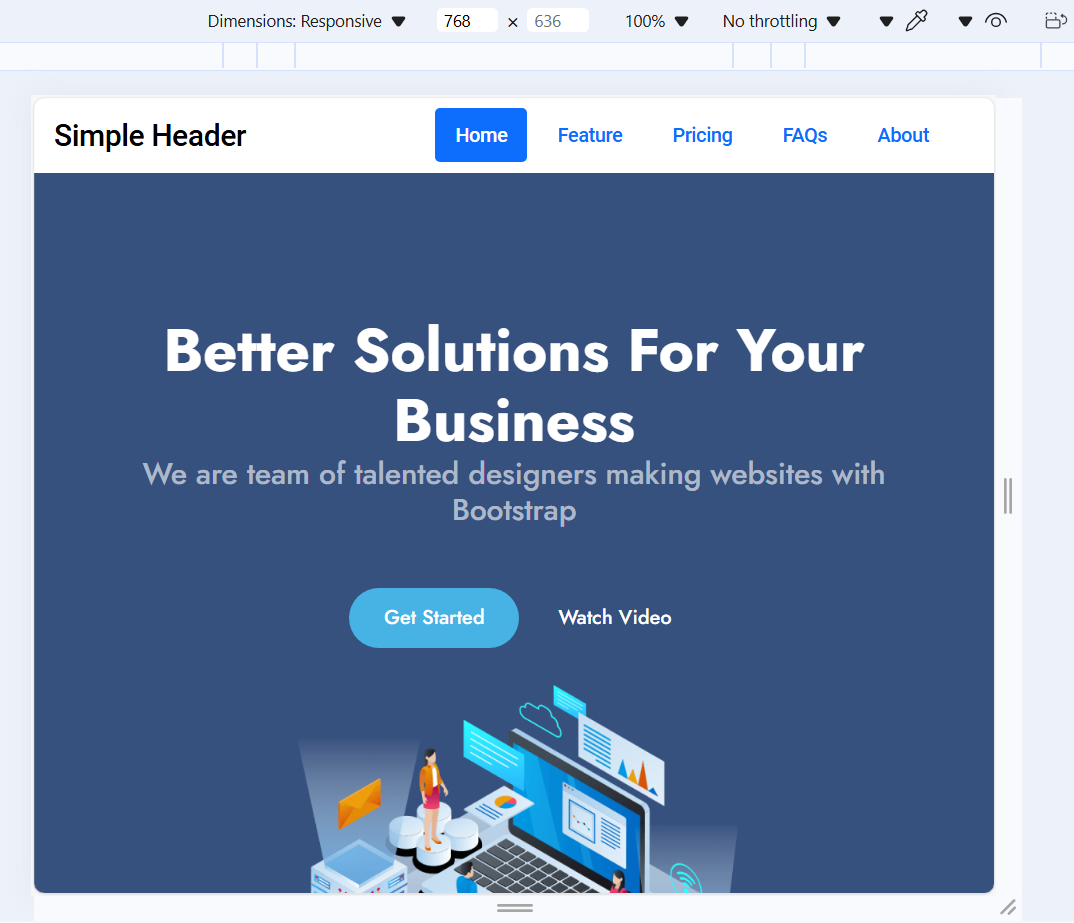 Dimensions: Responsive 768 × 636 100% No throttling
Simple Header Home Feature Pricing FAQs About
Better Solutions For Your
Business
We are team of talented designers making websites with
Bootstrap
Get Started Watch Video